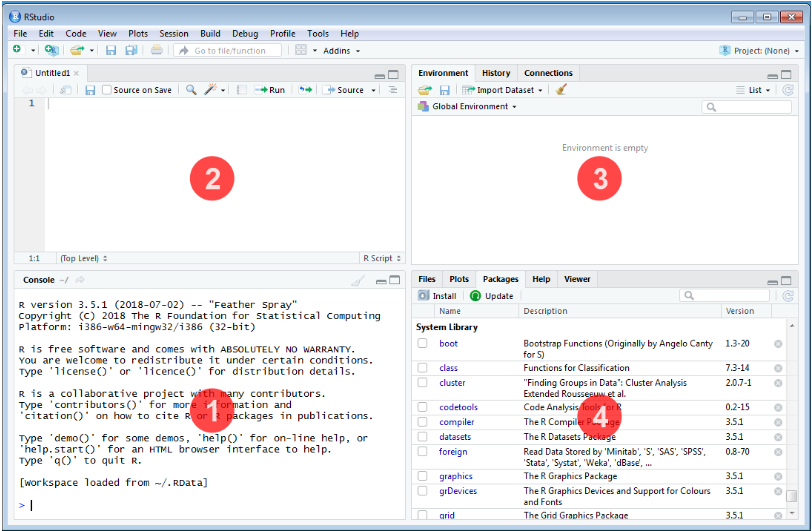 RStudio
File Edit Code View Plots Session Build Debug Profile Tools Help
Go to file/function Addins Project: (None)
Untitled1
Source on Save Run Source
1
2
1:1 (Top Level) R Script
Environment History Connections
Import Dataset List
Global Environment
Environment is empty
3
Console ~/
R version 3.5.1 (2018-07-02) -- "Feather Spray"
Copyright (C) 2018 The R Foundation for Statistical Computing
Platform: i386-w64-mingw32/i386 (32-bit)
R is free software and comes with ABSOLUTELY NO WARRANTY.
You are welcome to redistribute it under certain conditions.
Type 'license()' or 'licence()' for distribution details.
R is a collaborative project with many contributors.
Type 'contributors()' for more information and
1
'citation()' on how to cite R or R packages in publications.
Type 'demo()' for some demos, 'help()' for on-line help, or
'help.start()' for an HTML browser interface to help.
Type 'q()' to quit R.
[workspace loaded from ~/.RData]
>
Files Plots Packages Help Viewer
Install Update
Name Description Version
System Library
boot Bootstrap Functions (Originally by Angelo Canty 1.3-20
for S)
class Functions for Classification 7.3-14
cluster "Finding Groups in Data": Cluster Analysis 2.0.7-1
Extended Rousseeuw et al.
codetools Code Analysis Tools for R 0.2-15
4
compiler The R Compiler Package 3.5.1
datasets The R Datasets Package 3.5.1
foreign Read Data Stored by 'Minitab', 'S', 'SAS', 'SPSS', 0.8-70
'Stata', 'Systat', 'Weka', 'dBase', ...
graphics The R Graphics Package 3.5.1
grDevices The R Graphics Devices and Support for Colours 3.5.1
and Fonts
grid The Grid Graphics Package 3.5.1